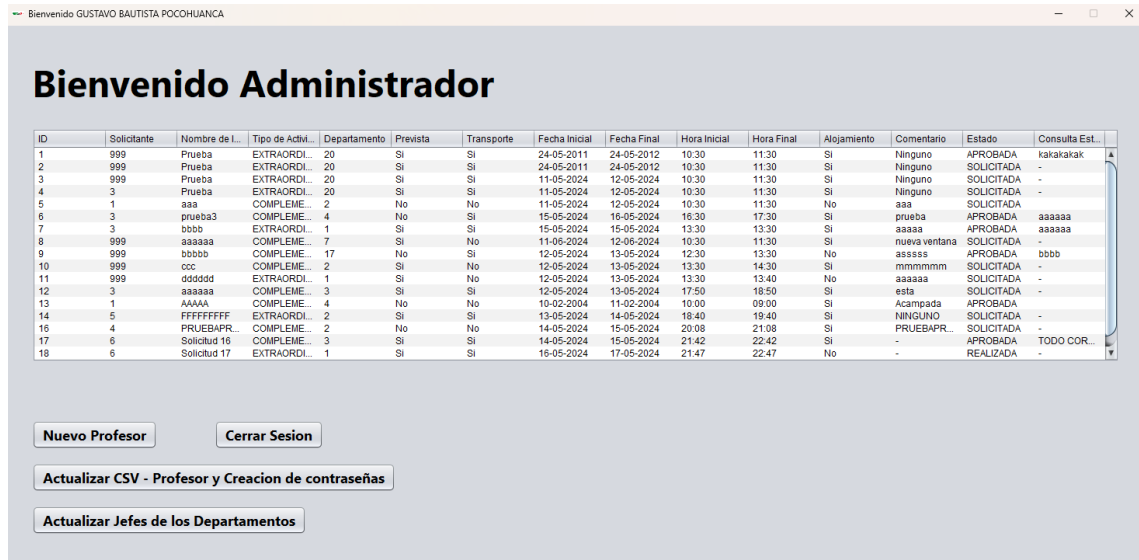 Bienvenido GUSTAVO BAUTISTA POCOHUANCA
Bienvenido Administrador
ID Solicitante Nombre de l... Tipo de Activi... Departamento Prevista Transporte Fecha Inicial Fecha Final Hora Inicial Hora Final Alojamiento Comentario Estado Consulta Est...
1 999 Prueba EXTRAORDI... 20 Si Si 24-05-2011 24-05-2012 10:30 11:30 Si Ninguno APROBADA kakakakak
2 999 Prueba EXTRAORDI... 20 Si Si 24-05-2011 24-05-2012 10:30 11:30 Si Ninguno SOLICITADA -
3 999 Prueba EXTRAORDI... 20 Si Si 11-05-2024 12-05-2024 10:30 11:30 Si Ninguno SOLICITADA -
4 3 Prueba EXTRAORDI... 20 Si Si 11-05-2024 12-05-2024 10:30 11:30 Si Ninguno SOLICITADA -
5 1 aaa COMPLEME... 2 No No 11-05-2024 12-05-2024 10:30 11:30 No aaa SOLICITADA
6 3 prueba3 COMPLEME... 4 No Si 15-05-2024 16-05-2024 16:30 17:30 Si prueba APROBADA aaaaaa
7 3 bbbb EXTRAORDI... 1 Si Si 15-05-2024 15-05-2024 13:30 13:30 Si aaaaa APROBADA aaaaaa
8 999 aaaaaa COMPLEME... 7 Si No 11-06-2024 12-06-2024 10:30 11:30 Si nueva ventana SOLICITADA -
9 999 bbbbb COMPLEME... 17 No Si 12-05-2024 13-05-2024 12:30 13:30 No asssss APROBADA bbbb
10 999 ccc COMPLEME... 2 Si No 12-05-2024 13-05-2024 13:30 14:30 Si mmmmmm SOLICITADA -
11 999 dddddd EXTRAORDI... 1 Si No 12-05-2024 13-05-2024 13:30 13:40 No aaaaaa SOLICITADA -
12 3 aaaaaa COMPLEME... 3 Si Si 12-05-2024 13-05-2024 17:50 18:50 Si esta SOLICITADA -
13 1 AAAAA COMPLEME... 4 No No 10-02-2004 11-02-2004 10:00 09:00 Si Acampada APROBADA
14 5 FFFFFFFFF EXTRAORDI... 2 Si Si 13-05-2024 14-05-2024 18:40 19:40 Si NINGUNO SOLICITADA -
16 4 PRUEBAPR... COMPLEME... 2 No No 14-05-2024 15-05-2024 20:08 21:08 Si PRUEBAPR... SOLICITADA -
17 6 Solicitud 16 COMPLEME... 3 Si Si 14-05-2024 15-05-2024 21:42 22:42 Si - APROBADA TODO COR...
18 6 Solicitud 17 EXTRAORDI... 1 Si Si 16-05-2024 17-05-2024 21:47 22:47 No - REALIZADA -
Nuevo Profesor Cerrar Sesion
Actualizar CSV - Profesor y Creacion de contraseñas
Actualizar Jefes de los Departamentos